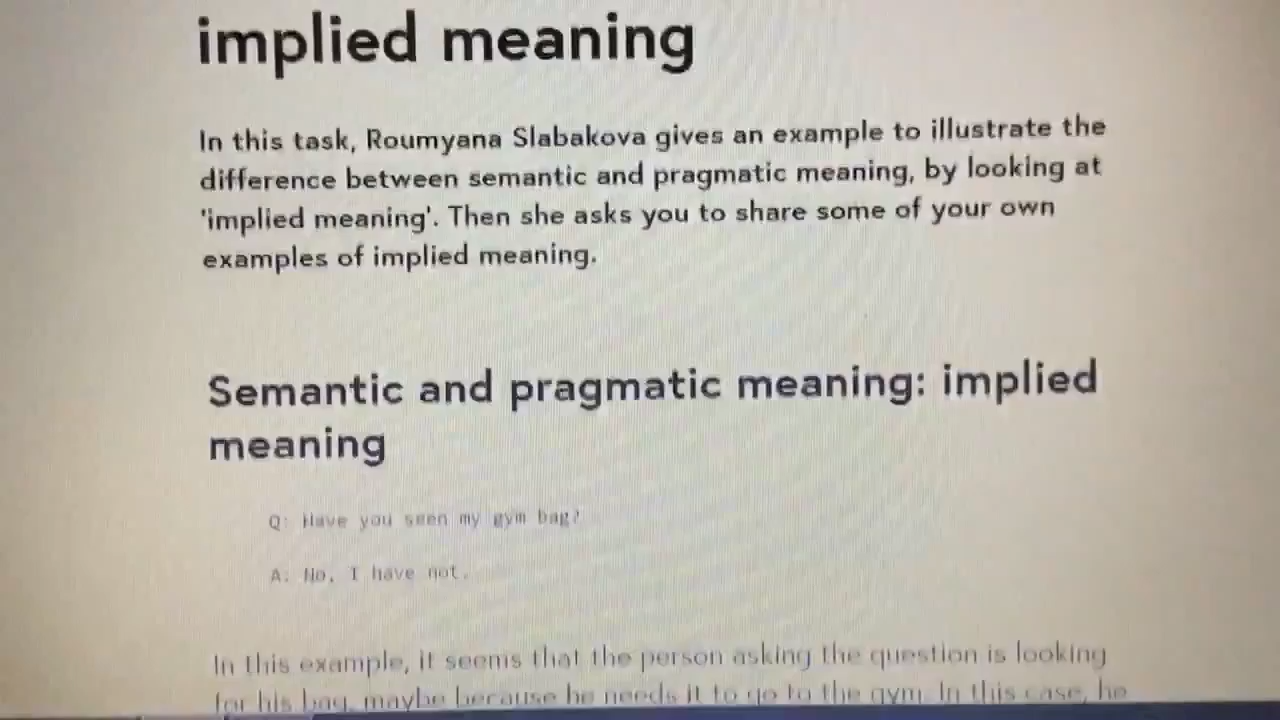 implied meaning
In this task, Roumyana Slabakova gives an example to illustrate the
difference between semantic and pragmatic meaning, by looking at
'implied meaning'. Then she asks you to share some of your own
examples of implied meaning.
Semantic and pragmatic meaning: implied
meaning
Q: Have you seen my gym bag?
A: No, I have not.
In this example, it seems that the person asking the question is looking
for his bag, maybe because he needs it to go to the gym. In this case, he